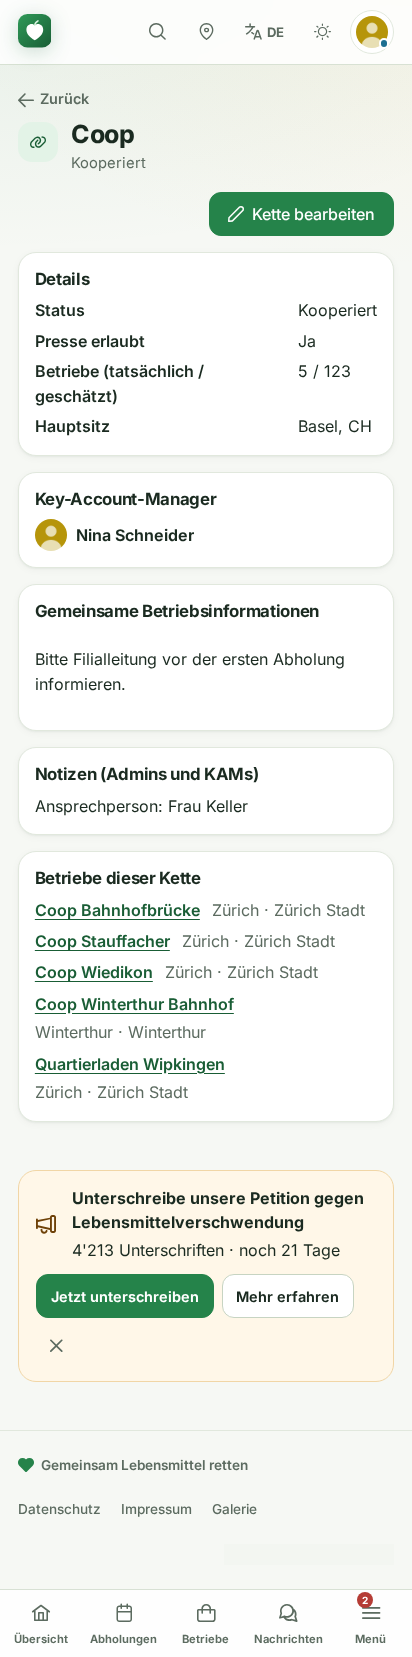 DE
Zurück
Coop
Kooperiert
Kette bearbeiten
Details
Status Kooperiert
Presse erlaubt Ja
Betriebe (tatsächlich / 5 / 123
geschätzt)
Hauptsitz Basel, CH
Key-Account-Manager
Nina Schneider
Gemeinsame Betriebsinformationen
Bitte Filialleitung vor der ersten Abholung
informieren.
Notizen (Admins und KAMs)
Ansprechperson: Frau Keller
Betriebe dieser Kette
Coop Bahnhofbrücke Zürich · Zürich Stadt
Coop Stauffacher Zürich · Zürich Stadt
Coop Wiedikon Zürich · Zürich Stadt
Coop Winterthur Bahnhof
Winterthur · Winterthur
Quartierladen Wipkingen
Zürich · Zürich Stadt
Unterschreibe unsere Petition gegen
Lebensmittelverschwendung
4'213 Unterschriften · noch 21 Tage
Jetzt unterschreiben Mehr erfahren
Gemeinsam Lebensmittel retten
Datenschutz Impressum Galerie
2
Übersicht Abholungen Betriebe Nachrichten Menü